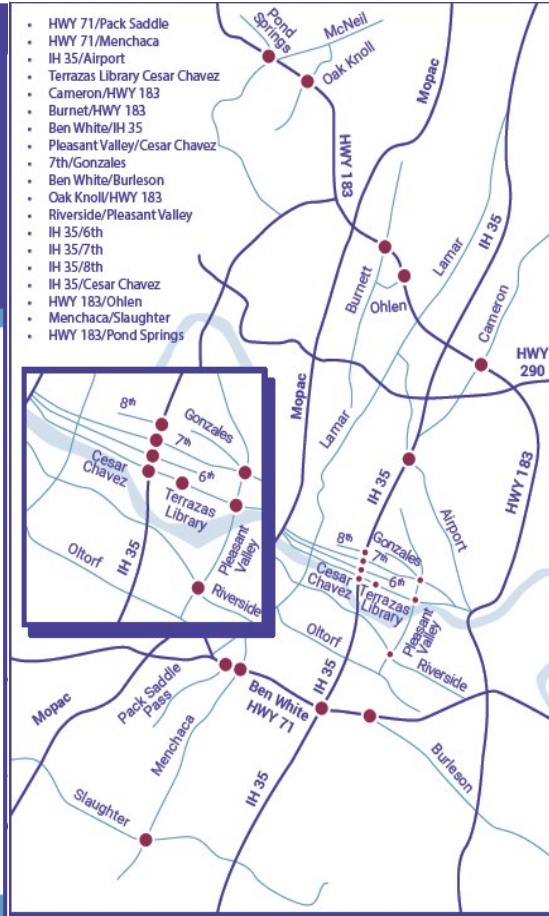 • HWY 71/Pack Saddle
• HWY 71/Menchaca
• IH 35/Airport
• Terrazas Library Cesar Chavez
• Cameron/HWY 183
• Burnet/HWY 183
• Ben White/IH 35
• Pleasant Valley/Cesar Chavez
• 7th/Gonzales
• Ben White/Burleson
• Oak Knoll/HWY 183
• Riverside/Pleasant Valley
• IH 35/6th
• IH 35/7th
• IH 35/8th
• IH 35/Cesar Chavez
• HWY 183/Ohlen
• Menchaca/Slaughter
• HWY 183/Pond Springs
Pond
Springs
McNeil
Oak Knoll
Mopac
HWY 183
IH 35
Lamar
Burnett
Ohlen
Cameron
HWY
290
Mopac
Lamar
IH 35
HWY 183
Airport
8th
Gonzales
7th
Cesar
Chavez
6th
Terrazas
Library
Pleasant
Valley
Oltorf
IH 35
Riverside
8th
Gonzales
7th
Cesar
Chavez
6th
Terrazas
Library
Pleasant
Valley
Oltorf
Riverside
IH 35
Mopac
Pack Saddle
Pass
Ben White
HWY 71
Menchaca
IH 35
Burleson
Slaughter